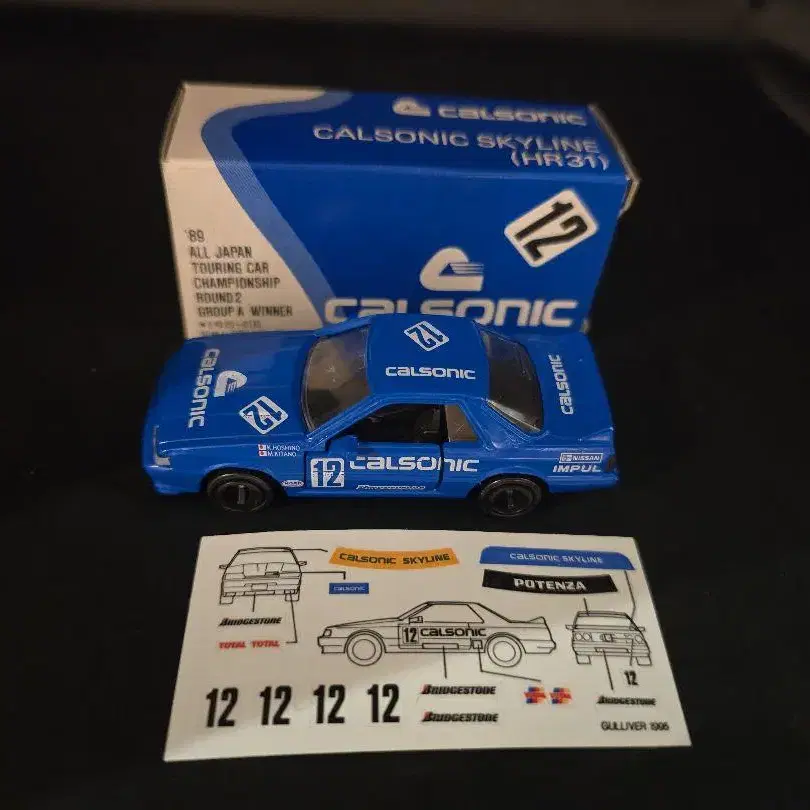 CALSONIC
CALSONIC SKYLINE
(HR31)
12
'89
ALL JAPAN
TOURING CAR
CHAMPIONSHIP
ROUND 2
GROUP A WINNER
CALSONIC
12
CALSONIC
CALSONIC
CALSONIC
12
K.HOSHINO
M.KITANO
12
CALSONIC
NISSAN
IMPUL
CALSONIC SKYLINE
CALSONIC SKYLINE
CALSONIC
POTENZA
BRIDGESTONE
TOTAL TOTAL
12 CALSONIC
12
12 12 12 12
BRIDGESTONE
BRIDGESTONE
BRIDGESTONE
GULLIVER 1995